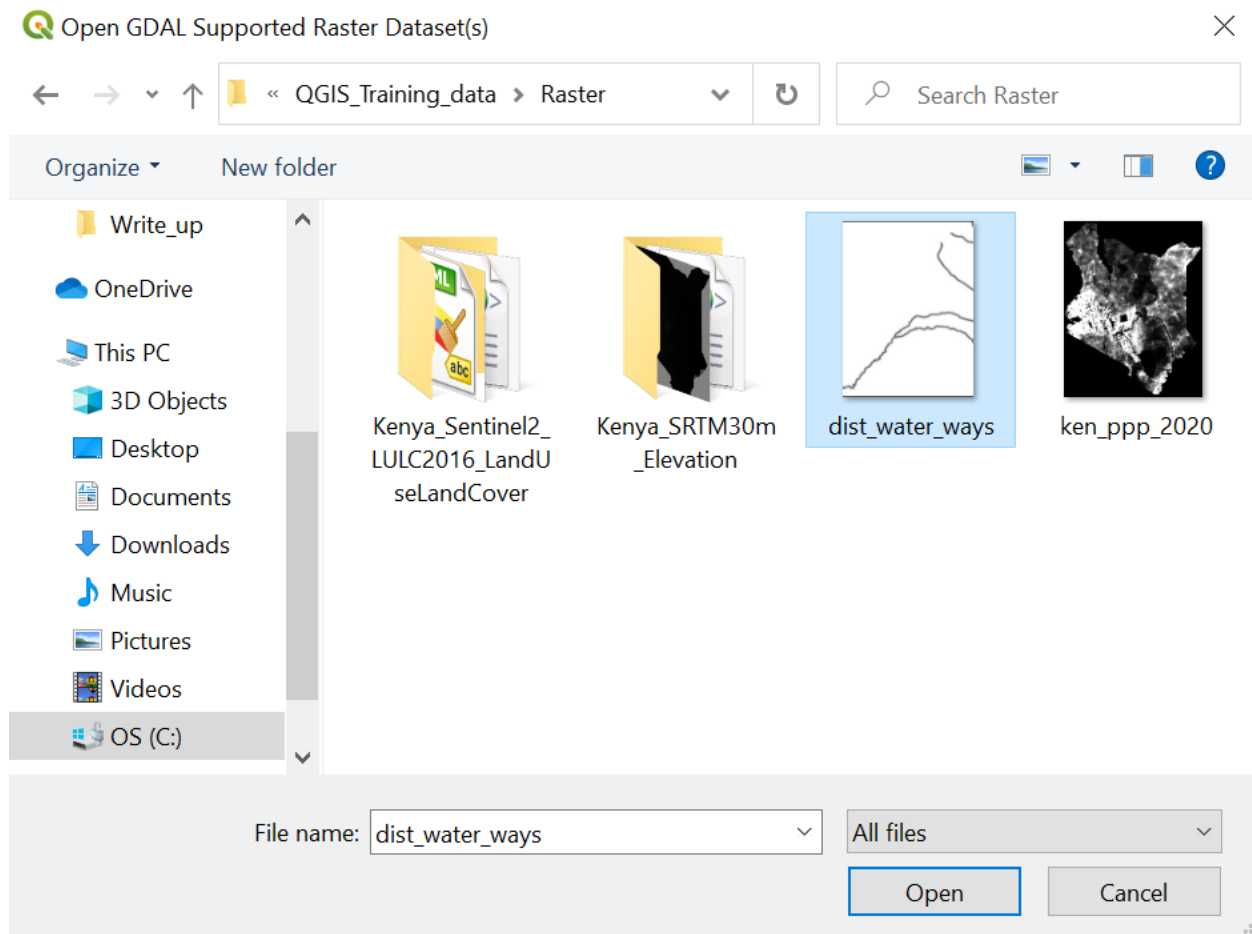 Open GDAL Supported Raster Dataset(s)
« QGIS_Training_data > Raster
Search Raster
Organize
New folder
?
Write_up
OneDrive
This PC
3D Objects
Desktop
Documents
Downloads
Music
Pictures
Videos
OS (C:)
Kenya_Sentinel2_
LULC2016_LandU
seLandCover
Kenya_SRTM30m
_Elevation
dist_water_ways
ken_ppp_2020
File name: dist_water_ways
All files
Open
Cancel